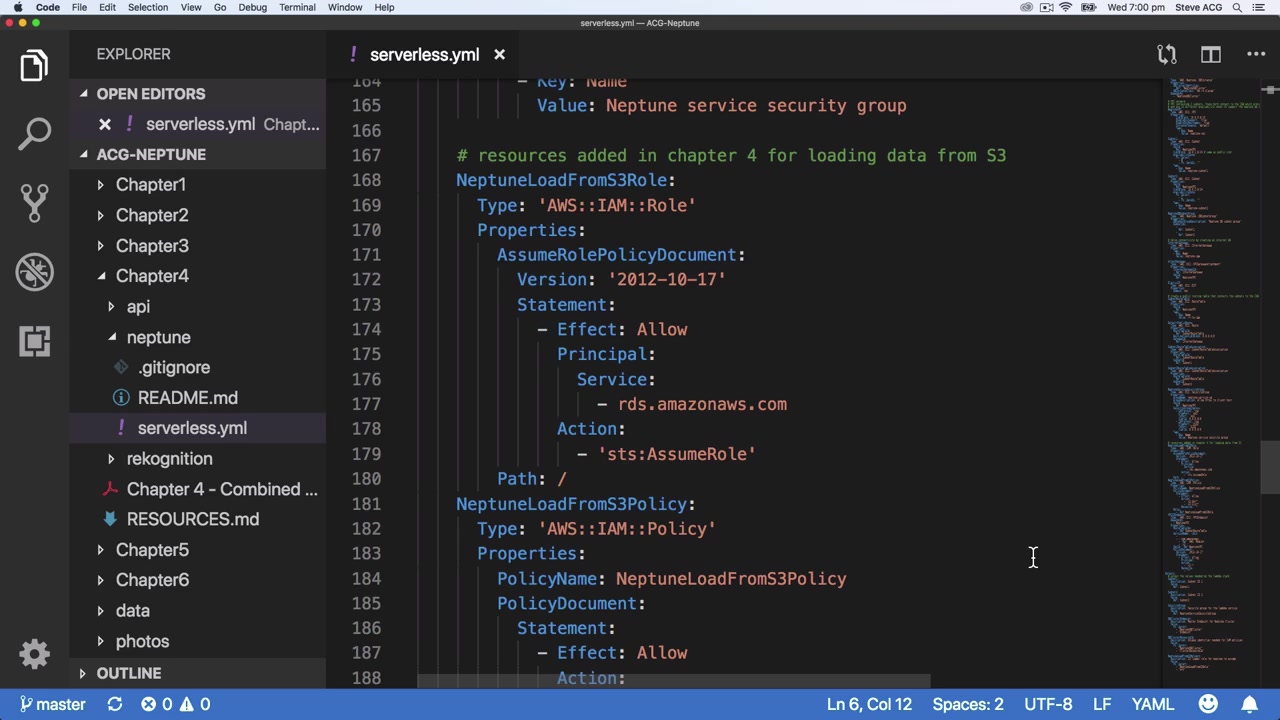 Code File Edit Selection View Go Debug Terminal Window Help Wed 7:00 pm Steve ACG
serverless.yml — ACG-Neptune
EXPLORER
OPEN EDITORS
! serverless.yml Chapt...
ACG-NEPTUNE
Chapter1
Chapter2
Chapter3
Chapter4
api
neptune
.gitignore
README.md
! serverless.yml
rekognition
Chapter 4 - Combined ...
RESOURCES.md
Chapter5
Chapter6
data
photos
OUTLINE
! serverless.yml
164 - Key: Name
165 Value: Neptune service security group
166
167 # resources added in chapter 4 for loading data from S3
168 NeptuneLoadFromS3Role:
169 Type: 'AWS::IAM::Role'
170 Properties:
171 AssumeRolePolicyDocument:
172 Version: '2012-10-17'
173 Statement:
174 - Effect: Allow
175 Principal:
176 Service:
177 - rds.amazonaws.com
178 Action:
179 - 'sts:AssumeRole'
180 Path: /
181 NeptuneLoadFromS3Policy:
182 Type: 'AWS::IAM::Policy'
183 Properties:
184 PolicyName: NeptuneLoadFromS3Policy
185 PolicyDocument:
186 Statement:
187 - Effect: Allow
188 Action:
master 0 0 Ln 6, Col 12 Spaces: 2 UTF-8 LF YAML